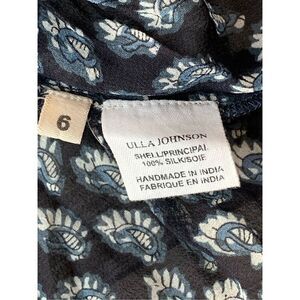 6
ULLA JOHNSON
SHELL/PRINCIPAL
100% SILK/SOIE
HANDMADE IN INDIA
FABRIQUE EN INDIA